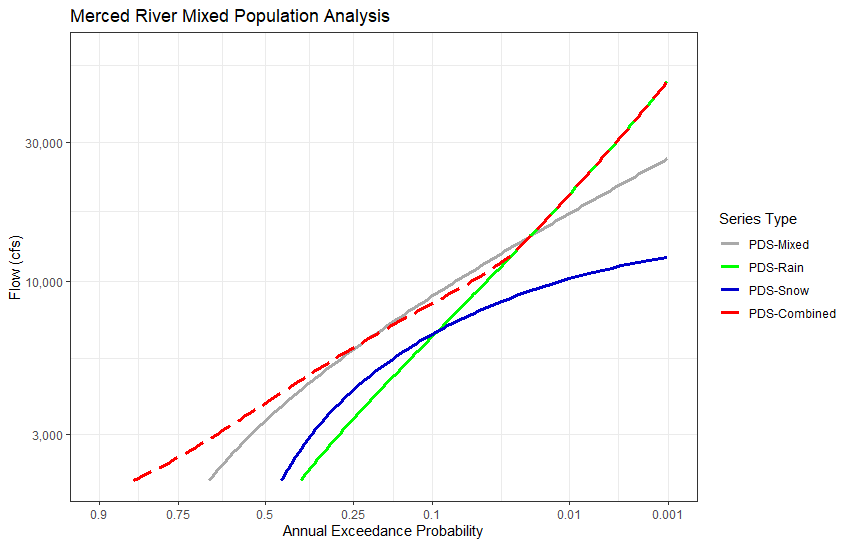 Merced River Mixed Population Analysis
Flow (cfs)
30,000
10,000
3,000
0.9 0.75 0.5 0.25 0.1 0.01 0.001
Annual Exceedance Probability
Series Type
PDS-Mixed
PDS-Rain
PDS-Snow
PDS-Combined